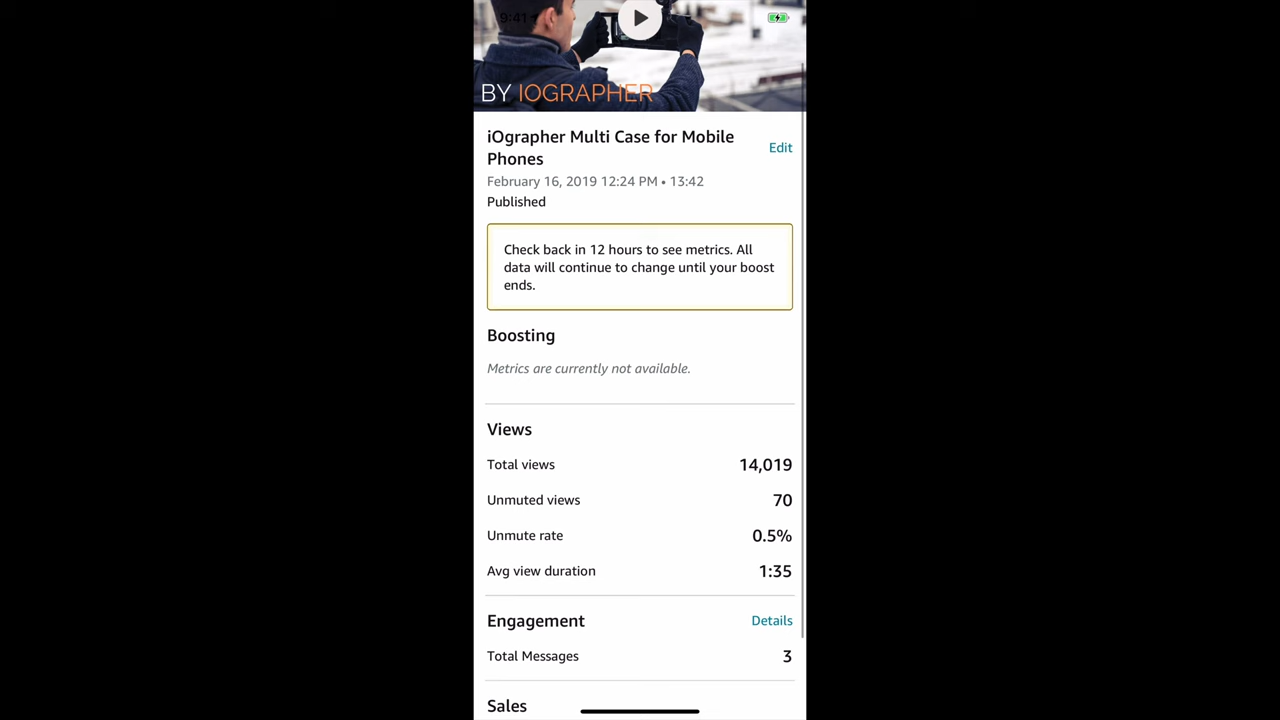 9:41
BY IOGRAPHER
iOgrapher Multi Case for Mobile
Phones
Edit
February 16, 2019 12:24 PM • 13:42
Published
Check back in 12 hours to see metrics. All
data will continue to change until your boost
ends.
Boosting
Metrics are currently not available.
Views
Total views 14,019
Unmuted views 70
Unmute rate 0.5%
Avg view duration 1:35
Engagement Details
Total Messages 3
Sales